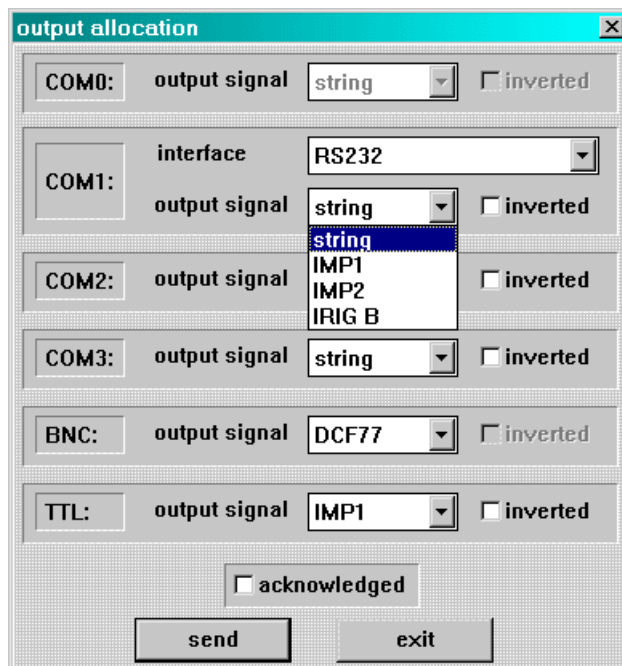 output allocation
COM0: output signal string inverted
interface RS232
COM1:
output signal string inverted
string
IMP1
COM2: output signal inverted
IMP2
IRIG B
COM3: output signal string inverted
BNC: output signal DCF77 inverted
TTL: output signal IMP1 inverted
acknowledged
send exit